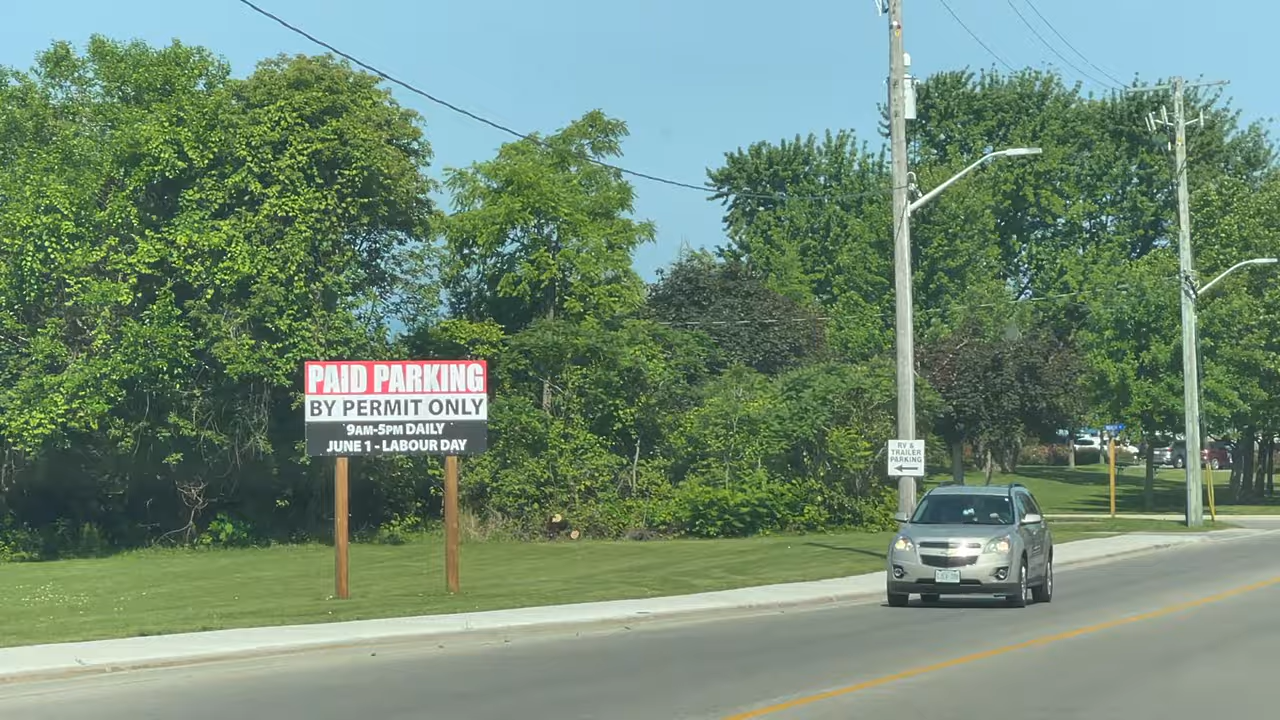 PAID PARKING
BY PERMIT ONLY
9AM-5PM DAILY
JUNE 1 - LABOUR DAY
RV &
TRAILER
PARKING